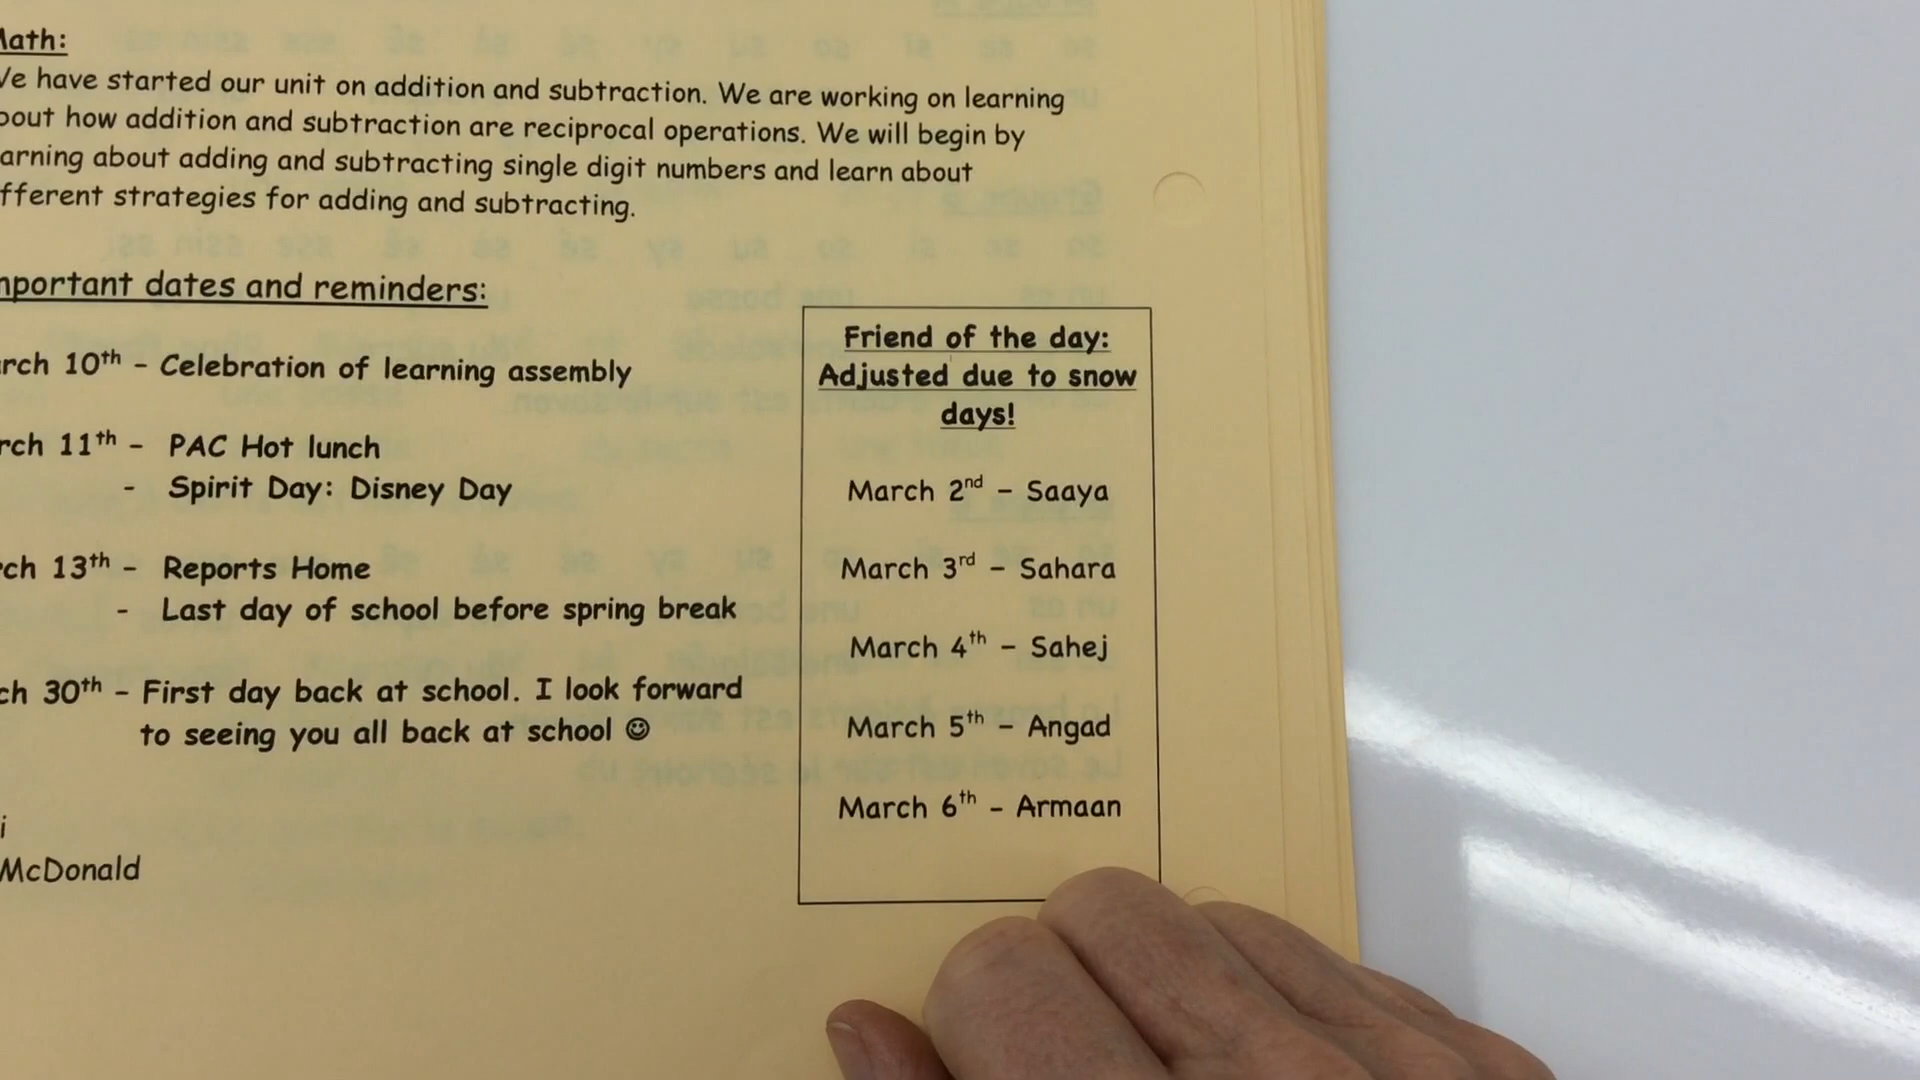 Math:
We have started our unit on addition and subtraction. We are working on learning
about how addition and subtraction are reciprocal operations. We will begin by
learning about adding and subtracting single digit numbers and learn about
different strategies for adding and subtracting.
Important dates and reminders:
March 10th - Celebration of learning assembly
March 11th - PAC Hot lunch
- Spirit Day: Disney Day
March 13th - Reports Home
- Last day of school before spring break
March 30th - First day back at school. I look forward
to seeing you all back at school ☺
McDonald
Friend of the day:
Adjusted due to snow
days!
March 2nd - Saaya
March 3rd - Sahara
March 4th - Sahej
March 5th - Angad
March 6th - Armaan